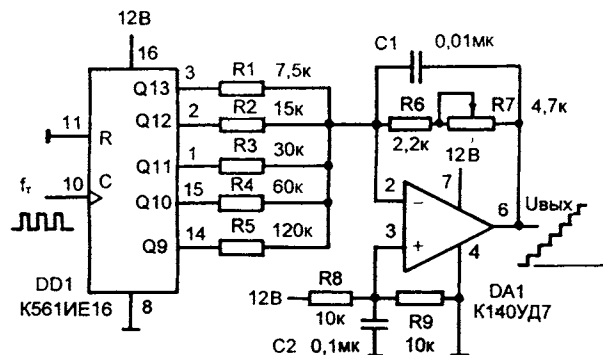 12В
16
3
R1
7,5к
Q13
2
R2
15к
Q12
11
R
1
R3
30к
Q11
fт
10
C
15
R4
60к
Q10
14
R5
120к
Q9
DD1
К561ИЕ16
8
C1
0,01мк
R6
R7
4,7к
2,2к
12В
2
−
7
6
Uвых
3
+
4
12В
R8
10к
R9
10к
C2
0,1мк
DA1
К140УД7